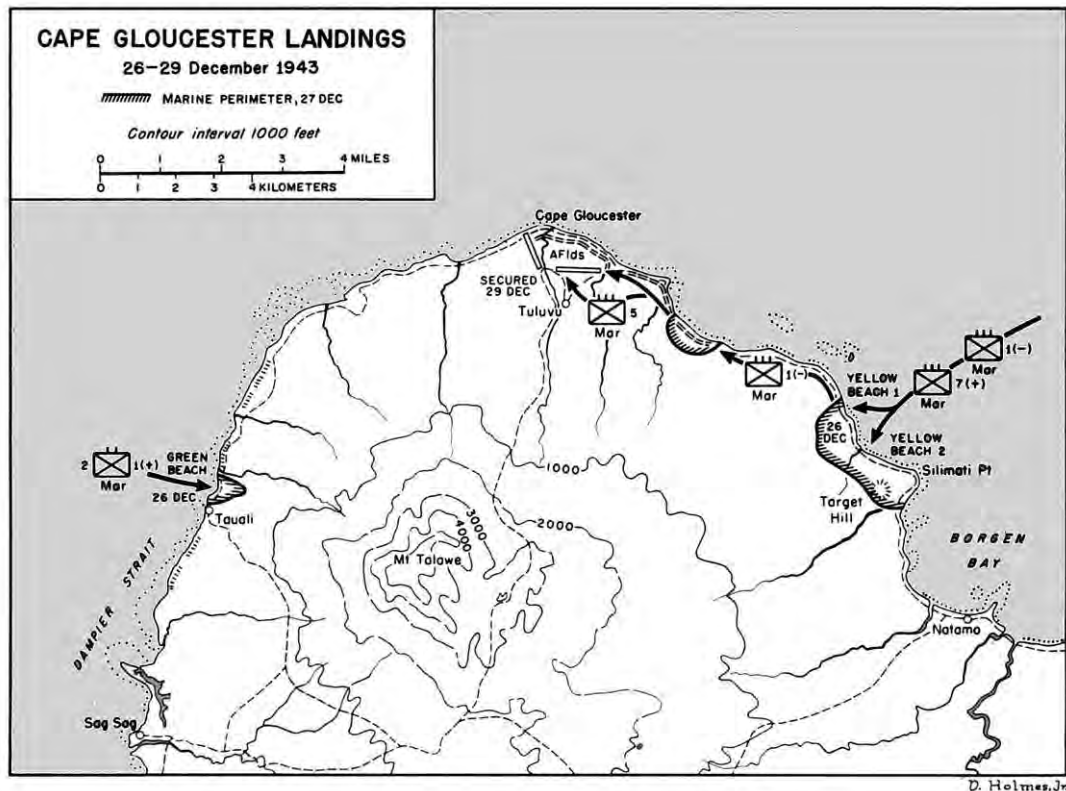 CAPE GLOUCESTER LANDINGS
26–29 December 1943
MARINE PERIMETER, 27 DEC
Contour interval 1000 feet
0 1 2 3 4 MILES
0 1 2 3 4 KILOMETERS
Cape Gloucester
AFlds
SECURED
29 DEC
Tuluvu
5
Mar
1(-)
Mar
1(-)
Mar
7(+)
Mar
YELLOW
BEACH 1
YELLOW
BEACH 2
26
DEC
Silimati Pt
Target
Hill
GREEN
BEACH
2
1(+)
Mar
26 DEC
Tauali
1000
2000
3000
4000
Mt Talawe
BORGEN
BAY
DAMPIER STRAIT
Natamo
Sag Sag
D. Holmes, Jr.